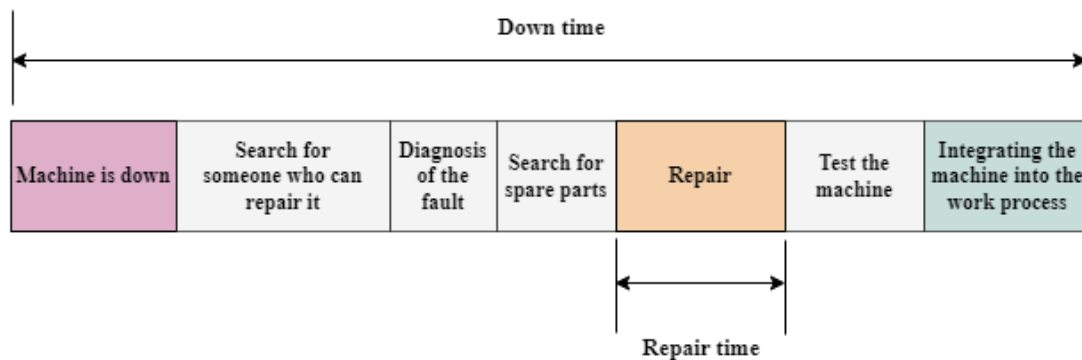 Down time
Machine is down
Search for
someone who can
repair it
Diagnosis
of the
fault
Search for
spare parts
Repair
Test the
machine
Integrating the
machine into the
work process
Repair time